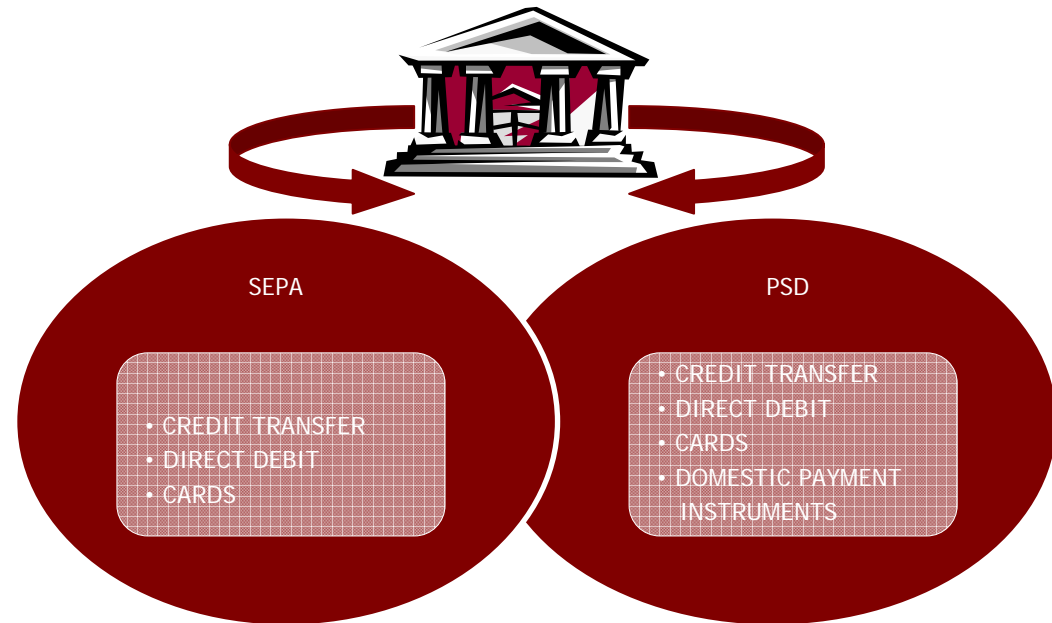 SEPA
• CREDIT TRANSFER
• DIRECT DEBIT
• CARDS
PSD
• CREDIT TRANSFER
• DIRECT DEBIT
• CARDS
• DOMESTIC PAYMENT
INSTRUMENTS